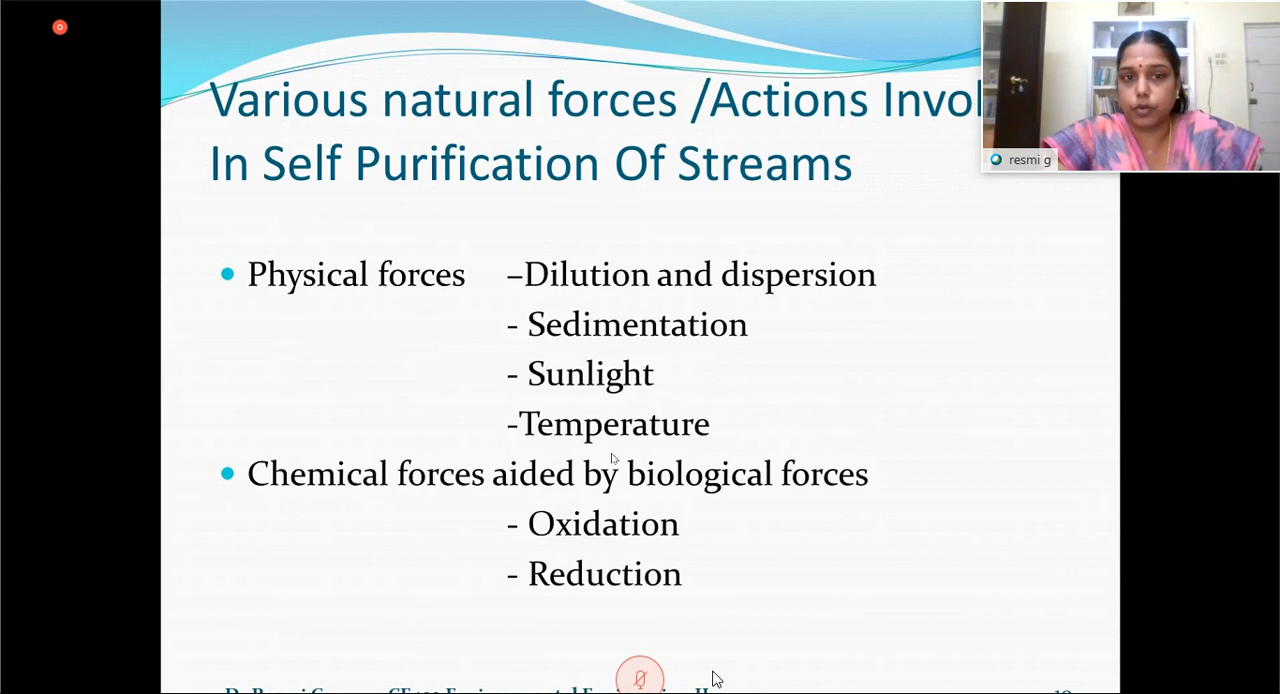 Various natural forces /Actions Invol
In Self Purification Of Streams
resmi g
Physical forces –Dilution and dispersion
- Sedimentation
- Sunlight
-Temperature
Chemical forces aided by biological forces
- Oxidation
- Reduction